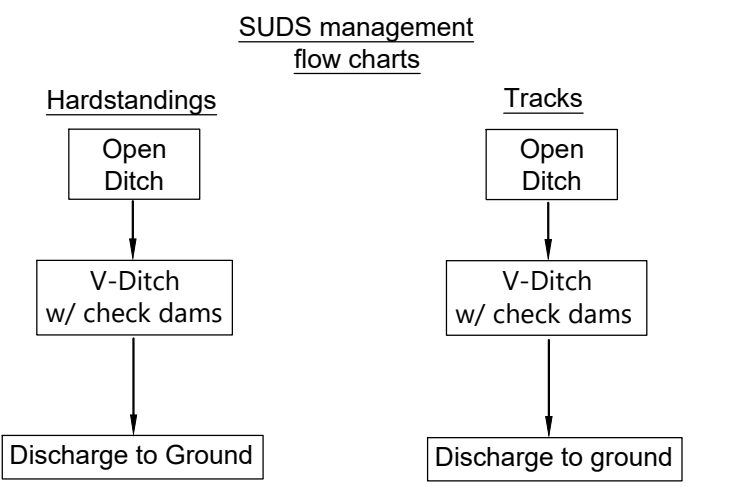 SUDS management
flow charts
Hardstandings
Open
Ditch
V-Ditch
w/ check dams
Discharge to Ground
Tracks
Open
Ditch
V-Ditch
w/ check dams
Discharge to ground